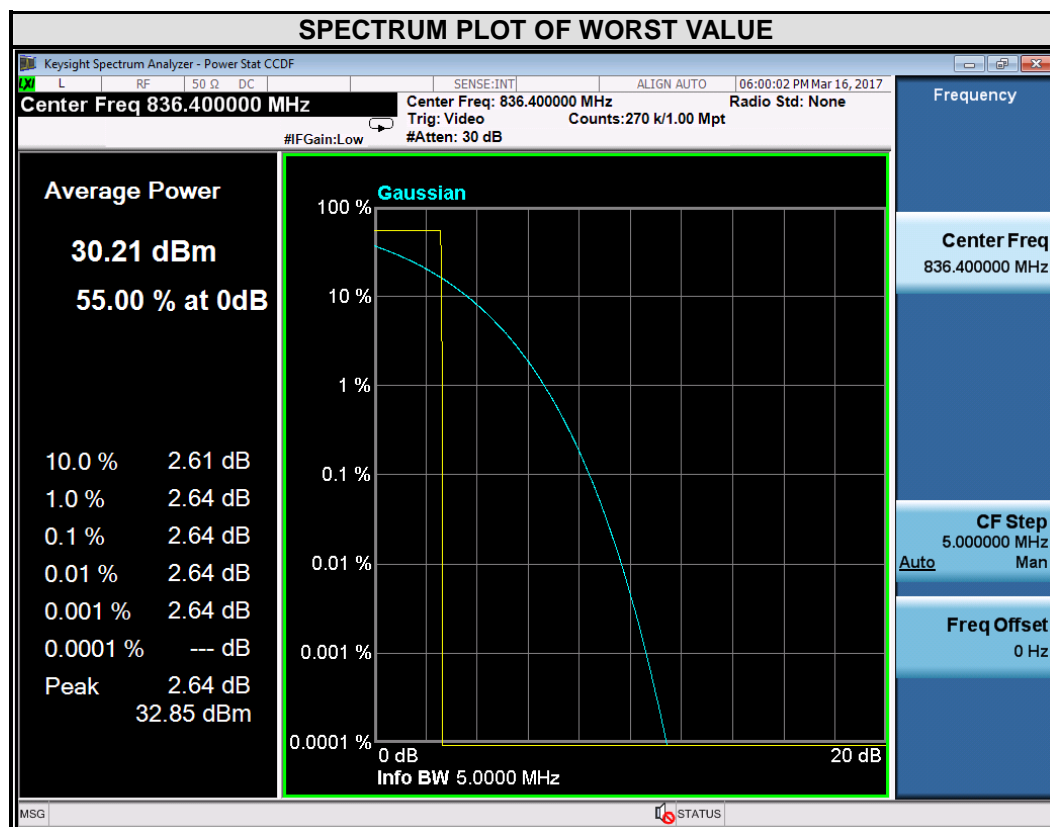 SPECTRUM PLOT OF WORST VALUE
Keysight Spectrum Analyzer - Power Stat CCDF
LXI L RF 50 Ω DC SENSE:INT ALIGN AUTO 06:00:02 PM Mar 16, 2017
Center Freq 836.400000 MHz
#IFGain:Low
Center Freq: 836.400000 MHz Radio Std: None
Trig: Video Counts:270 k/1.00 Mpt
#Atten: 30 dB
Average Power
30.21 dBm
55.00 % at 0dB
10.0 % 2.61 dB
1.0 % 2.64 dB
0.1 % 2.64 dB
0.01 % 2.64 dB
0.001 % 2.64 dB
0.0001 % --- dB
Peak 2.64 dB
32.85 dBm
Gaussian
100 %
10 %
1 %
0.1 %
0.01 %
0.001 %
0.0001 %
0 dB 20 dB
Info BW 5.0000 MHz
Frequency
Center Freq
836.400000 MHz
CF Step
5.000000 MHz
Auto Man
Freq Offset
0 Hz
MSG STATUS